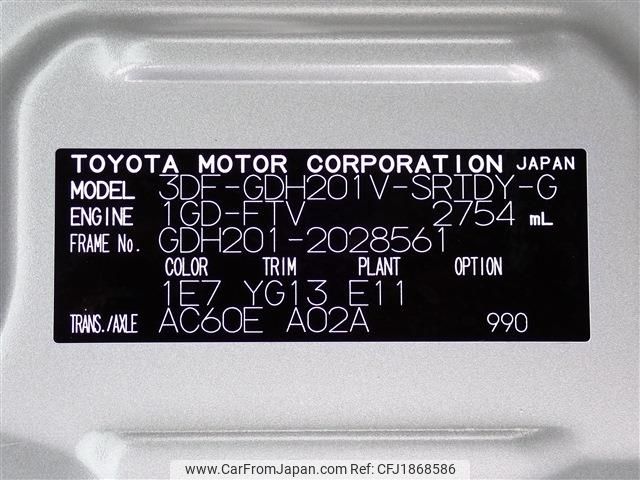 TOYOTA MOTOR CORPORATION JAPAN
MODEL 3DF-GDH201V-SRTDY-G
ENGINE 1GD-FTV 2754 mL
FRAME No. GDH201-2028561
COLOR TRIM PLANT OPTION
1E7 YG13 E11
TRANS./AXLE AC60E A02A 990
www.CarFromJapan.com REF:CFJ1868586